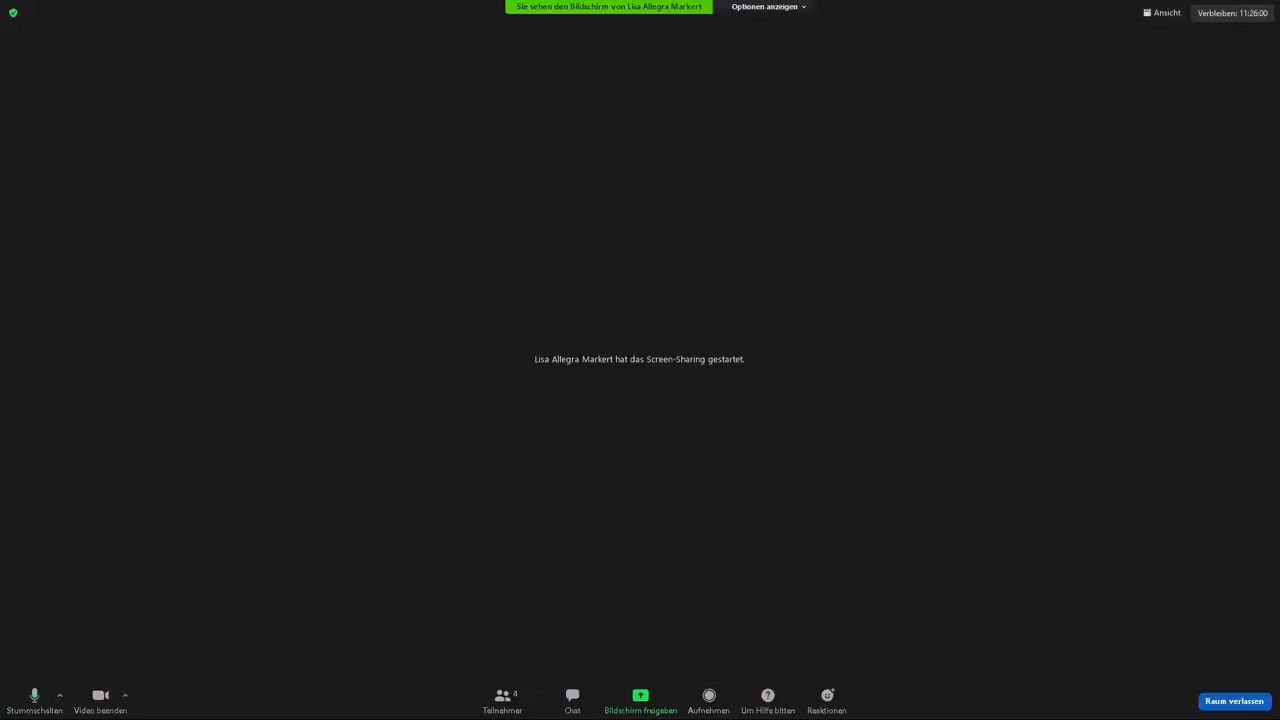 Sie sehen den Bildschirm von Lisa Allegra Markert
Optionen anzeigen
Ansicht
Verbleiben: 11:26:00
Lisa Allegra Markert hat das Screen-Sharing gestartet.
Stummschalten
Video beenden
4
Teilnehmer
Chat
Bildschirm freigeben
Aufnehmen
Um Hilfe bitten
Reaktionen
Raum verlassen